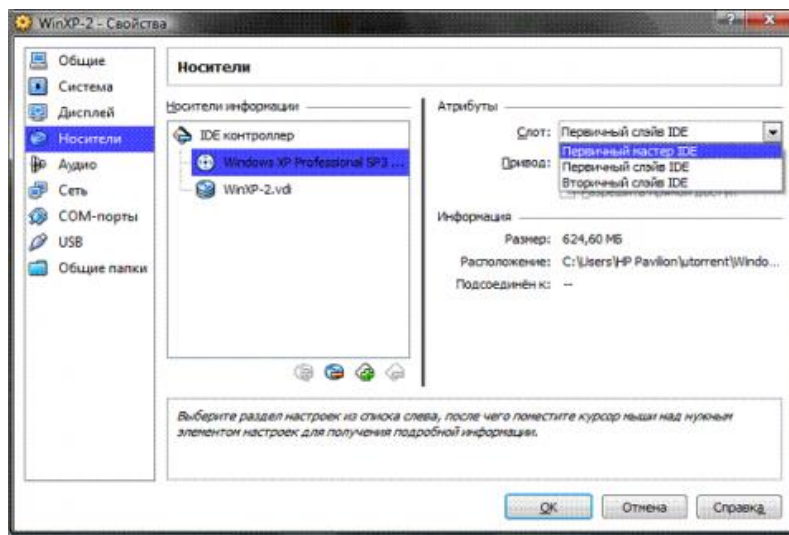 WinXP-2 - Свойства
Общие
Система
Дисплей
Носители
Аудио
Сеть
COM-порты
USB
Общие папки
Носители
Носители информации
IDE контроллер
Windows XP Professional SP3 ...
WinXP-2.vdi
Атрибуты
Слот: Первичный слэйв IDE
Первичный мастер IDE
Привод: Первичный слэйв IDE
Вторичный слэйв IDE
Информация
Размер: 624,60 МБ
Расположение: C:\Users\HP Pavilion\utorrent\Windo...
Подсоединён к: --
Выберите раздел настроек из списка слева, после чего поместите курсор мыши над нужным
элементом настроек для получения подробной информации.
OK Отмена Справка